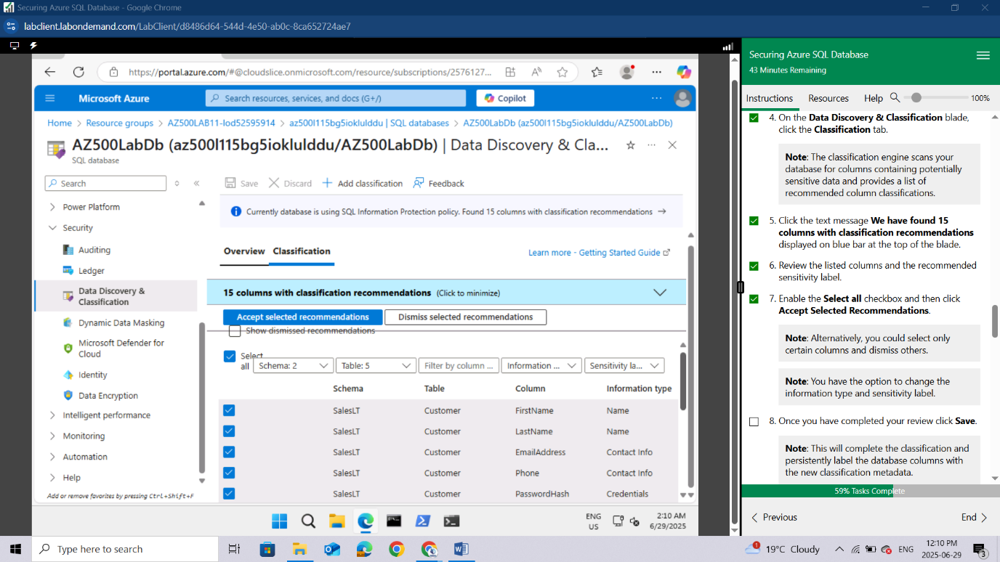 Securing Azure SQL Database - Google Chrome
labclient.labondemand.com/LabClient/d8486d64-544d-4e50-ab0c-8ca652724ae7
https://portal.azure.com/#@cloudslice.onmicrosoft.com/resource/subscriptions/2576127...
Microsoft Azure
Search resources, services, and docs (G+/)
Copilot
Home > Resource groups > AZ500LAB11-lod52595914 > az500l115bg5ioklulddu | SQL databases > AZ500LabDb (az500l115bg5ioklulddu/AZ500LabDb)
AZ500LabDb (az500l115bg5ioklulddu/AZ500LabDb) | Data Discovery & Cla...
SQL database
Search
Power Platform
Security
Auditing
Ledger
Data Discovery &
Classification
Dynamic Data Masking
Microsoft Defender for
Cloud
Identity
Data Encryption
Intelligent performance
Monitoring
Automation
Help
Add or remove favorites by pressing Ctrl+Shift+F
Save Discard Add classification Feedback
Currently database is using SQL Information Protection policy. Found 15 columns with classification recommendations →
Overview Classification
Learn more - Getting Started Guide
15 columns with classification recommendations (Click to minimize)
Accept selected recommendations Dismiss selected recommendations
Show dismissed recommendations
Select
all
Schema: 2 Table: 5 Filter by column ... Information ... Sensitivity la...
Schema Table Column Information type
SalesLT Customer FirstName Name
SalesLT Customer LastName Name
SalesLT Customer EmailAddress Contact Info
SalesLT Customer Phone Contact Info
SalesLT Customer PasswordHash Credentials
ENG
US
2:10 AM
6/29/2025
Securing Azure SQL Database
43 Minutes Remaining
Instructions Resources Help 100%
4. On the Data Discovery & Classification blade,
click the Classification tab.
Note: The classification engine scans your
database for columns containing potentially
sensitive data and provides a list of
recommended column classifications.
5. Click the text message We have found 15
columns with classification recommendations
displayed on blue bar at the top of the blade.
6. Review the listed columns and the recommended
sensitivity label.
7. Enable the Select all checkbox and then click
Accept Selected Recommendations.
Note: Alternatively, you could select only
certain columns and dismiss others.
Note: You have the option to change the
information type and sensitivity label.
8. Once you have completed your review click Save.
Note: This will complete the classification and
persistently label the database columns with
the new classification metadata.
59% Tasks Complete
Previous
End
Type here to search
1
19°C Cloudy
ENG
12:10 PM
2025-06-29
3